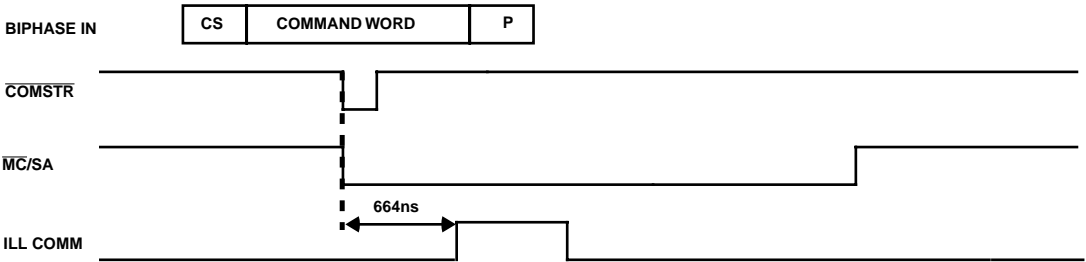 BIPHASE IN
CS COMMAND WORD P
COMSTR
MC/SA
664ns
ILL COMM